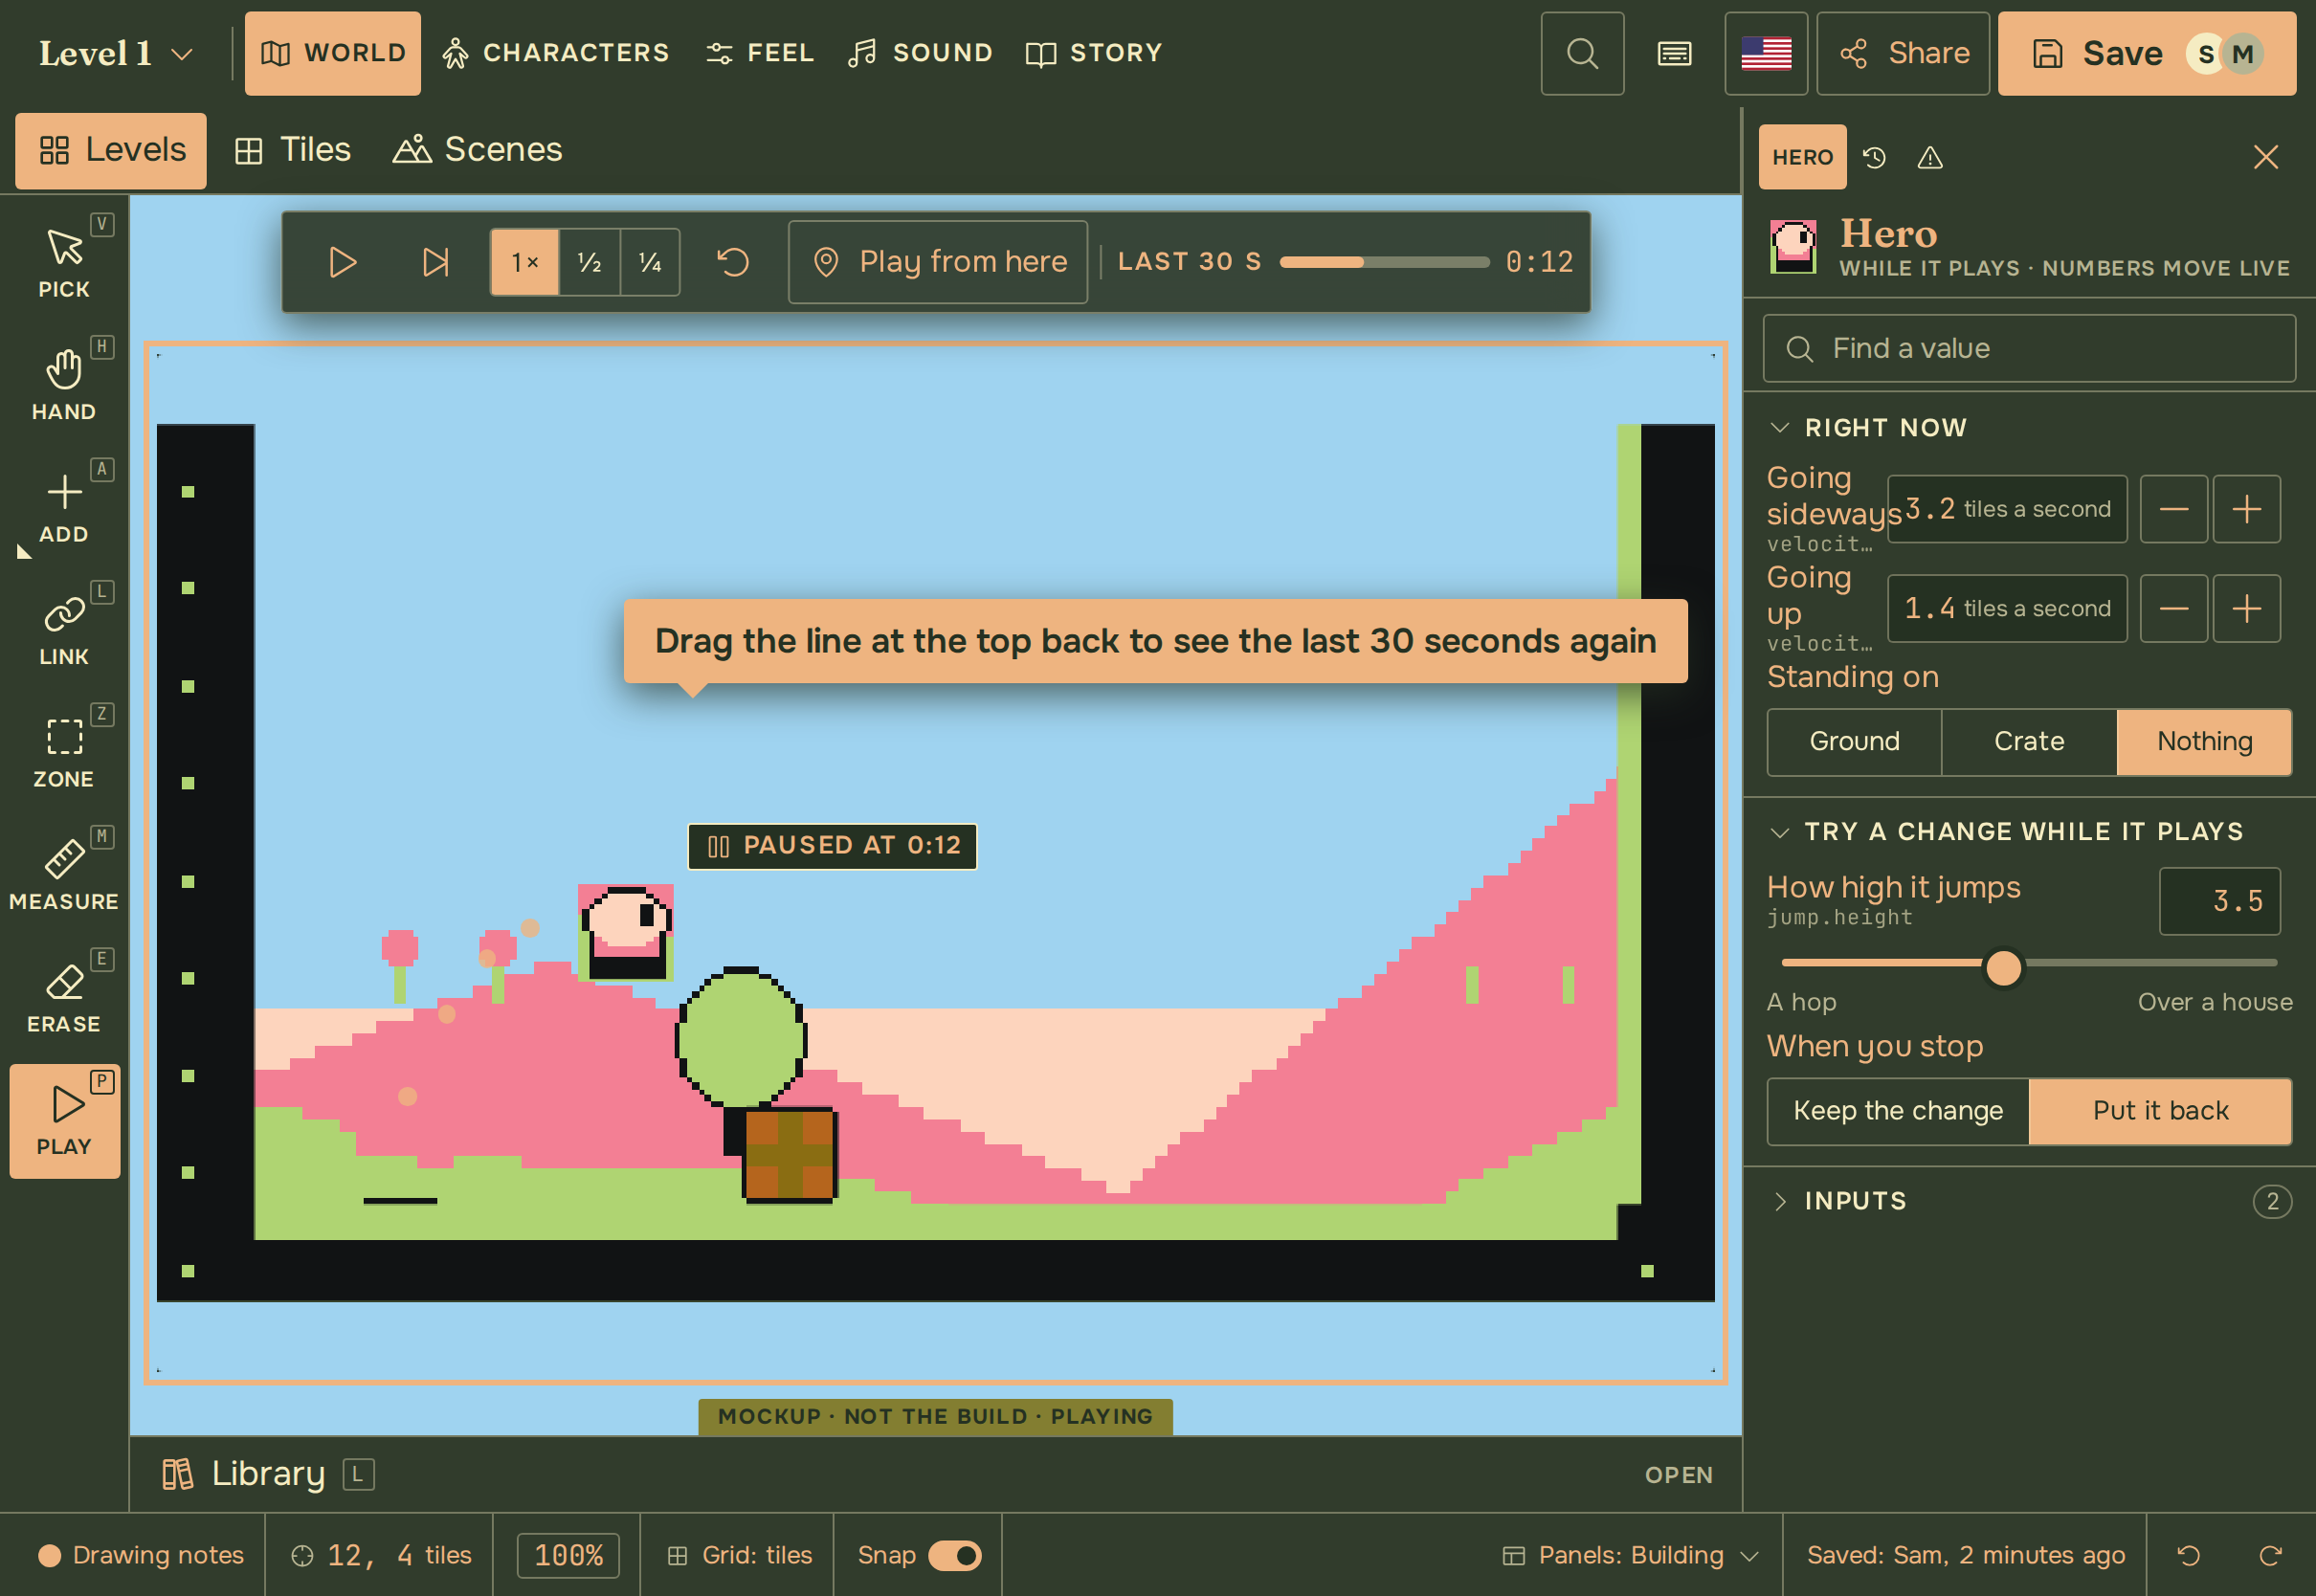 Level 1
WORLD
CHARACTERS
FEEL
SOUND
STORY
Share
Save
S
M
Levels
Tiles
Scenes
HERO
Hero
WHILE IT PLAYS · NUMBERS MOVE LIVE
V
PICK
H
HAND
A
ADD
L
LINK
Z
ZONE
M
MEASURE
E
ERASE
P
PLAY
1×
½
¼
Play from here
LAST 30 S
0:12
Drag the line at the top back to see the last 30 seconds again
PAUSED AT 0:12
MOCKUP · NOT THE BUILD · PLAYING
Find a value
RIGHT NOW
Going
sideways
velocit…
3.2 tiles a second
Going
up
velocit…
1.4 tiles a second
Standing on
Ground
Crate
Nothing
TRY A CHANGE WHILE IT PLAYS
How high it jumps
jump.height
3.5
A hop
Over a house
When you stop
Keep the change
Put it back
INPUTS
2
Library
L
OPEN
Drawing notes
12, 4 tiles
100%
Grid: tiles
Snap
Panels: Building
Saved: Sam, 2 minutes ago